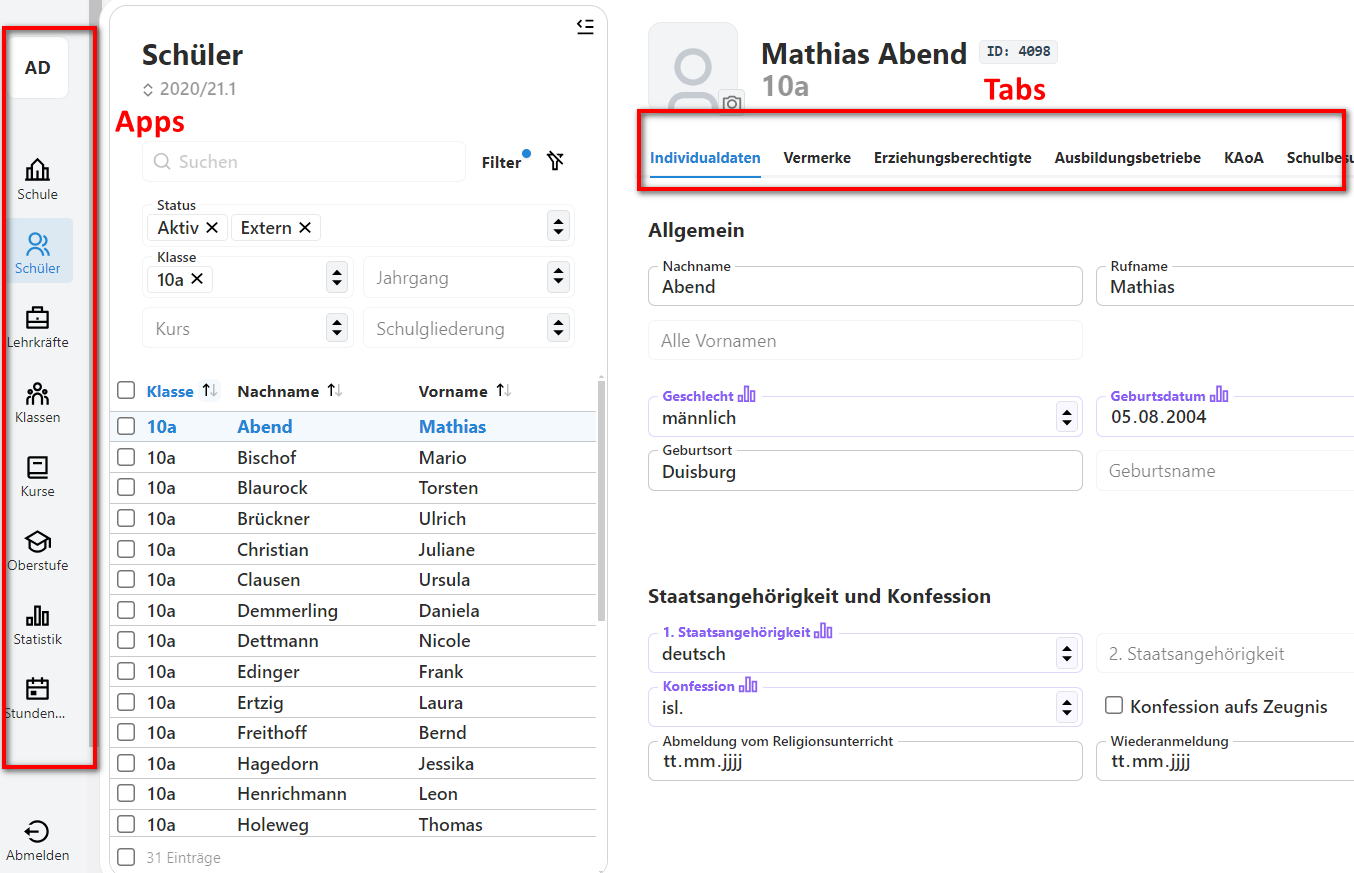 AD
Schule
Schüler
Lehrkräfte
Klassen
Kurse
Oberstufe
Statistik
Stunden...
Abmelden
Schüler
2020/21.1
Apps
Suchen
Filter
Status
Aktiv
Extern
Klasse
10a
Jahrgang
Kurs
Schulgliederung
Klasse Nachname Vorname
10a Abend Mathias
10a Bischof Mario
10a Blaurock Torsten
10a Brückner Ulrich
10a Christian Juliane
10a Clausen Ursula
10a Demmerling Daniela
10a Dettmann Nicole
10a Edinger Frank
10a Ertzig Laura
10a Freithoff Bernd
10a Hagedorn Jessika
10a Henrichmann Leon
10a Holeweg Thomas
31 Einträge
Mathias Abend ID: 4098
10a
Tabs
Individualdaten Vermerke Erziehungsberechtigte Ausbildungsbetriebe KAoA Schulbesu
Allgemein
Nachname
Abend
Rufname
Mathias
Alle Vornamen
Geschlecht
männlich
Geburtsdatum
05.08.2004
Geburtsort
Duisburg
Geburtsname
Staatsangehörigkeit und Konfession
1. Staatsangehörigkeit
deutsch
2. Staatsangehörigkeit
Konfession
isl.
Konfession aufs Zeugnis
Abmeldung vom Religionsunterricht
tt.mm.jjjj
Wiederanmeldung
tt.mm.jjjj